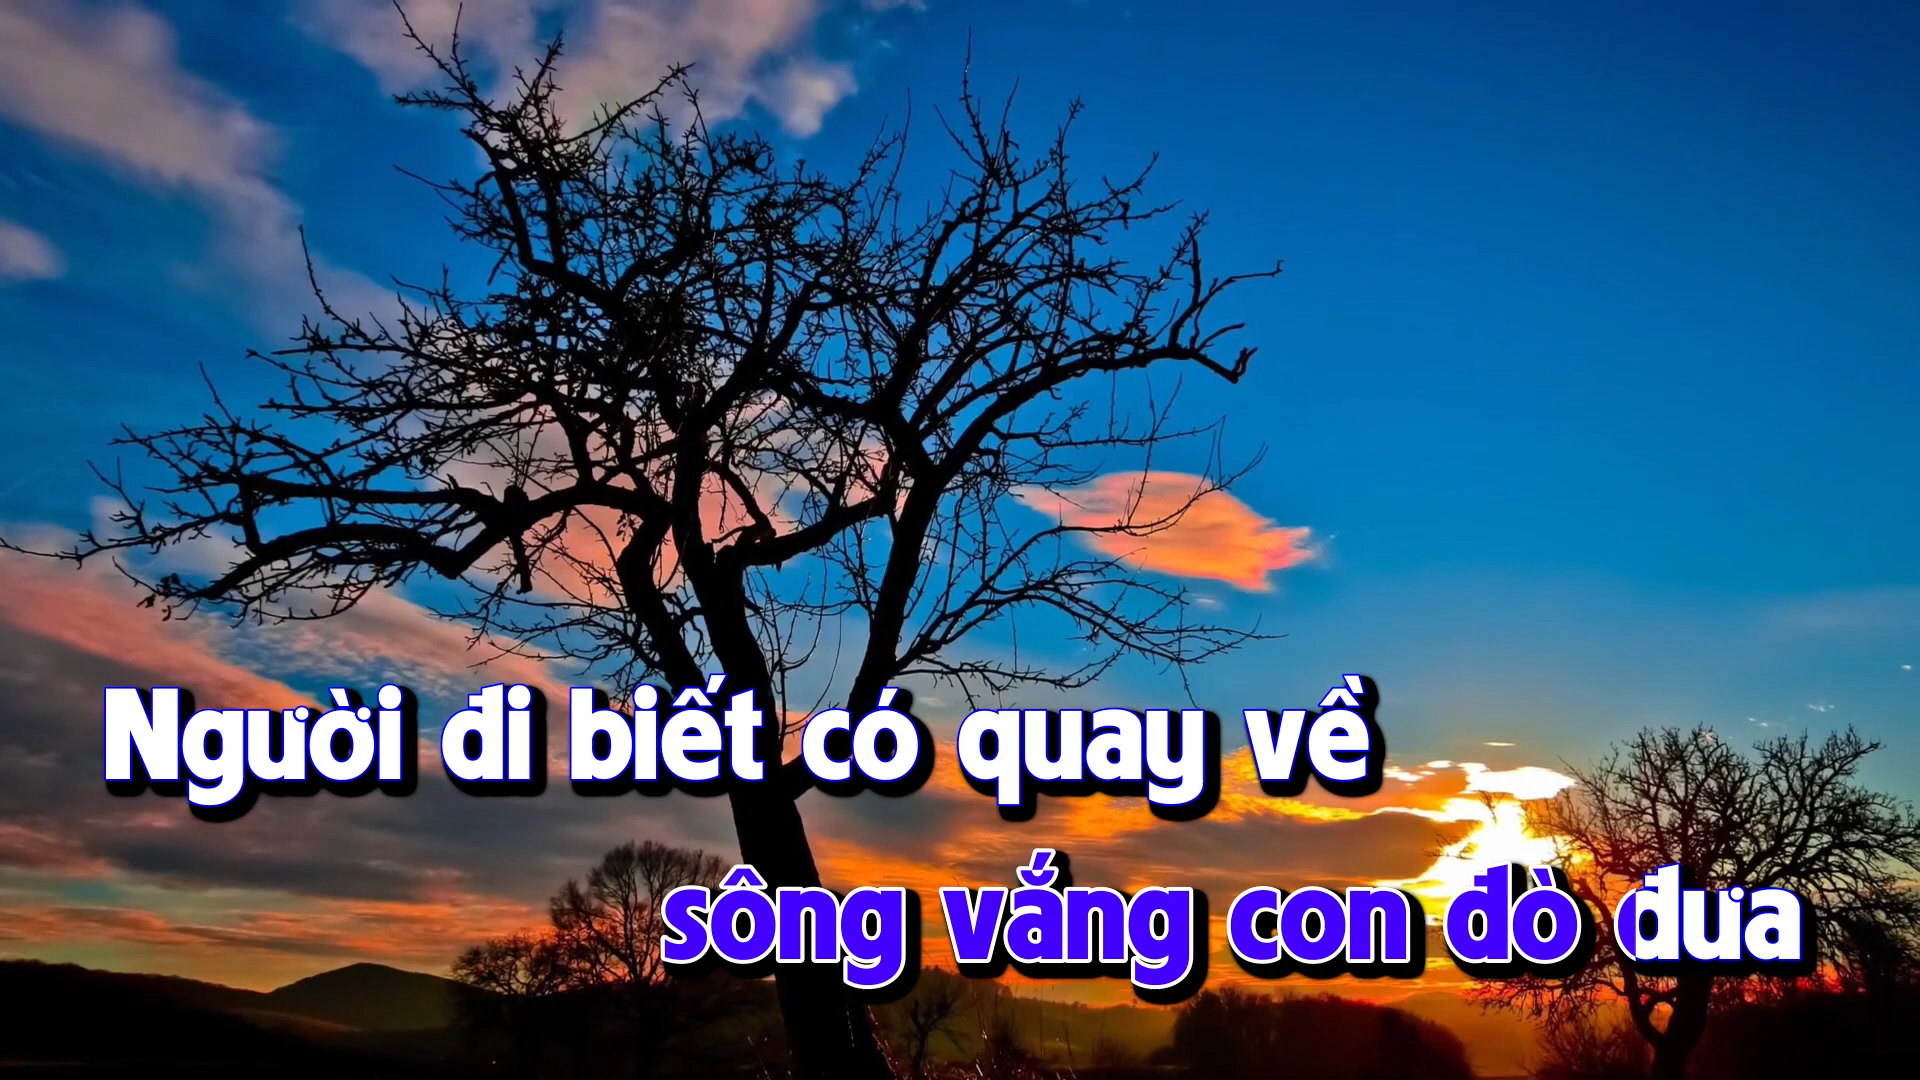 Người đi biết có quay về
sông vắng con đò đưa